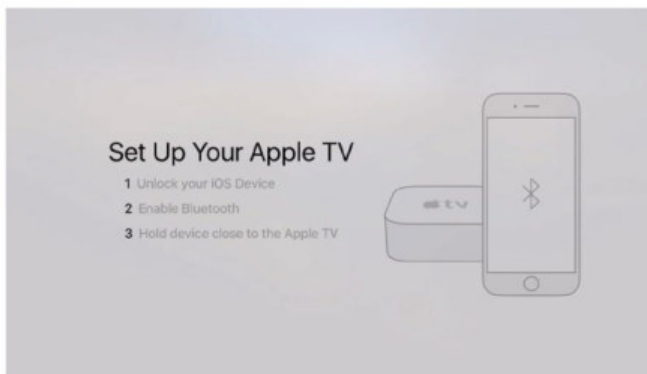 Set Up Your Apple TV
1 Unlock your iOS Device
2 Enable Bluetooth
3 Hold device close to the Apple TV
tv